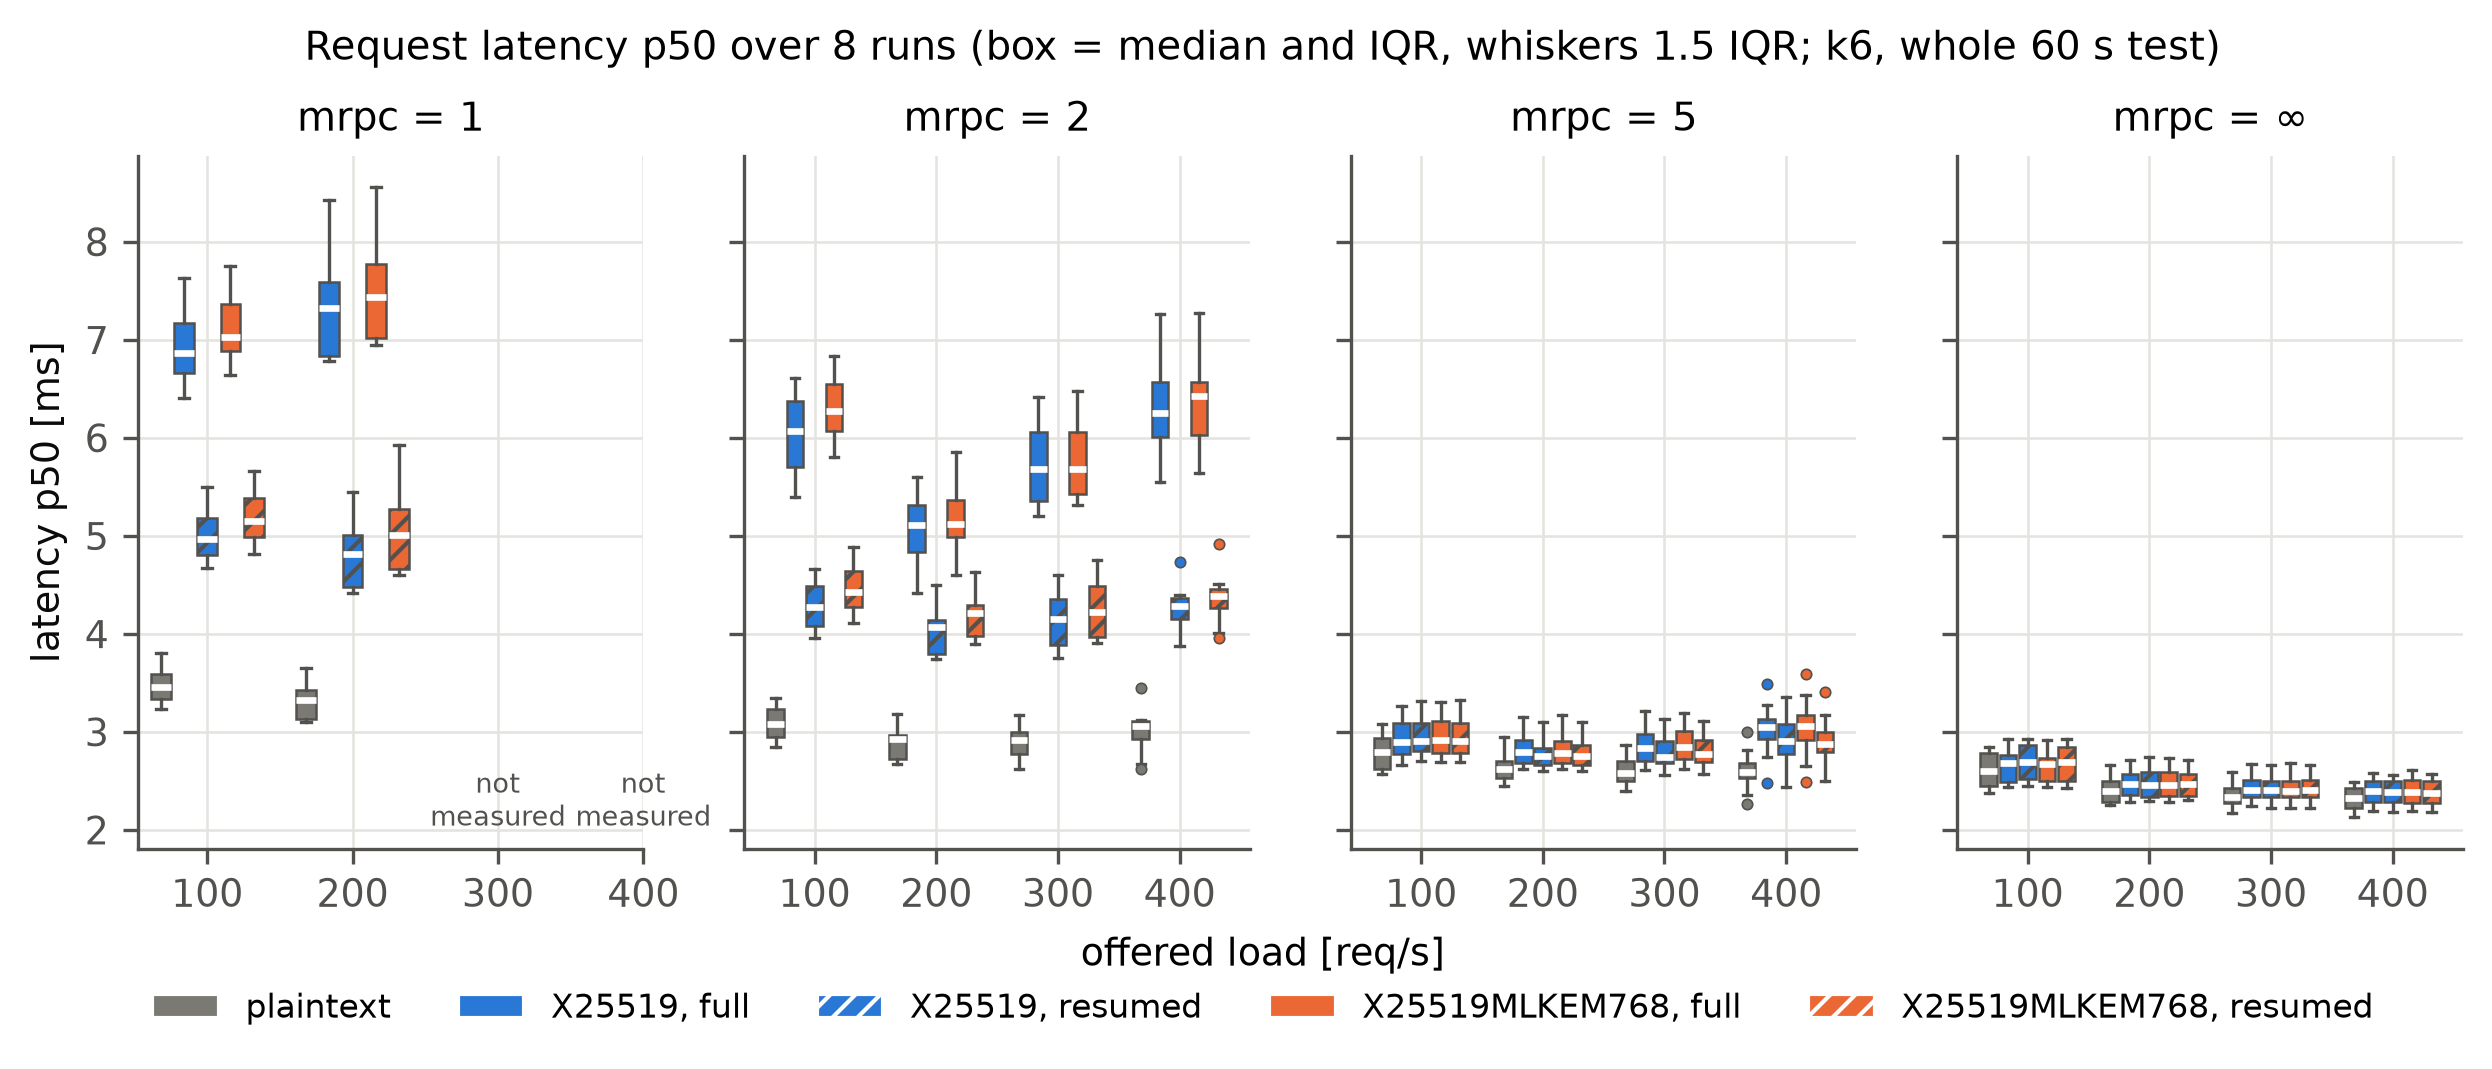 Request latency p50 over 8 runs (box = median and IQR, whiskers 1.5 IQR; k6, whole 60 s test)
mrpc = 1
mrpc = 2
mrpc = 5
mrpc = ∞
latency p50 [ms]
8
7
6
5
4
3
2
not measured
not measured
100 200 300 400
100 200 300 400
100 200 300 400
100 200 300 400
offered load [req/s]
plaintext
X25519, full
X25519, resumed
X25519MLKEM768, full
X25519MLKEM768, resumed